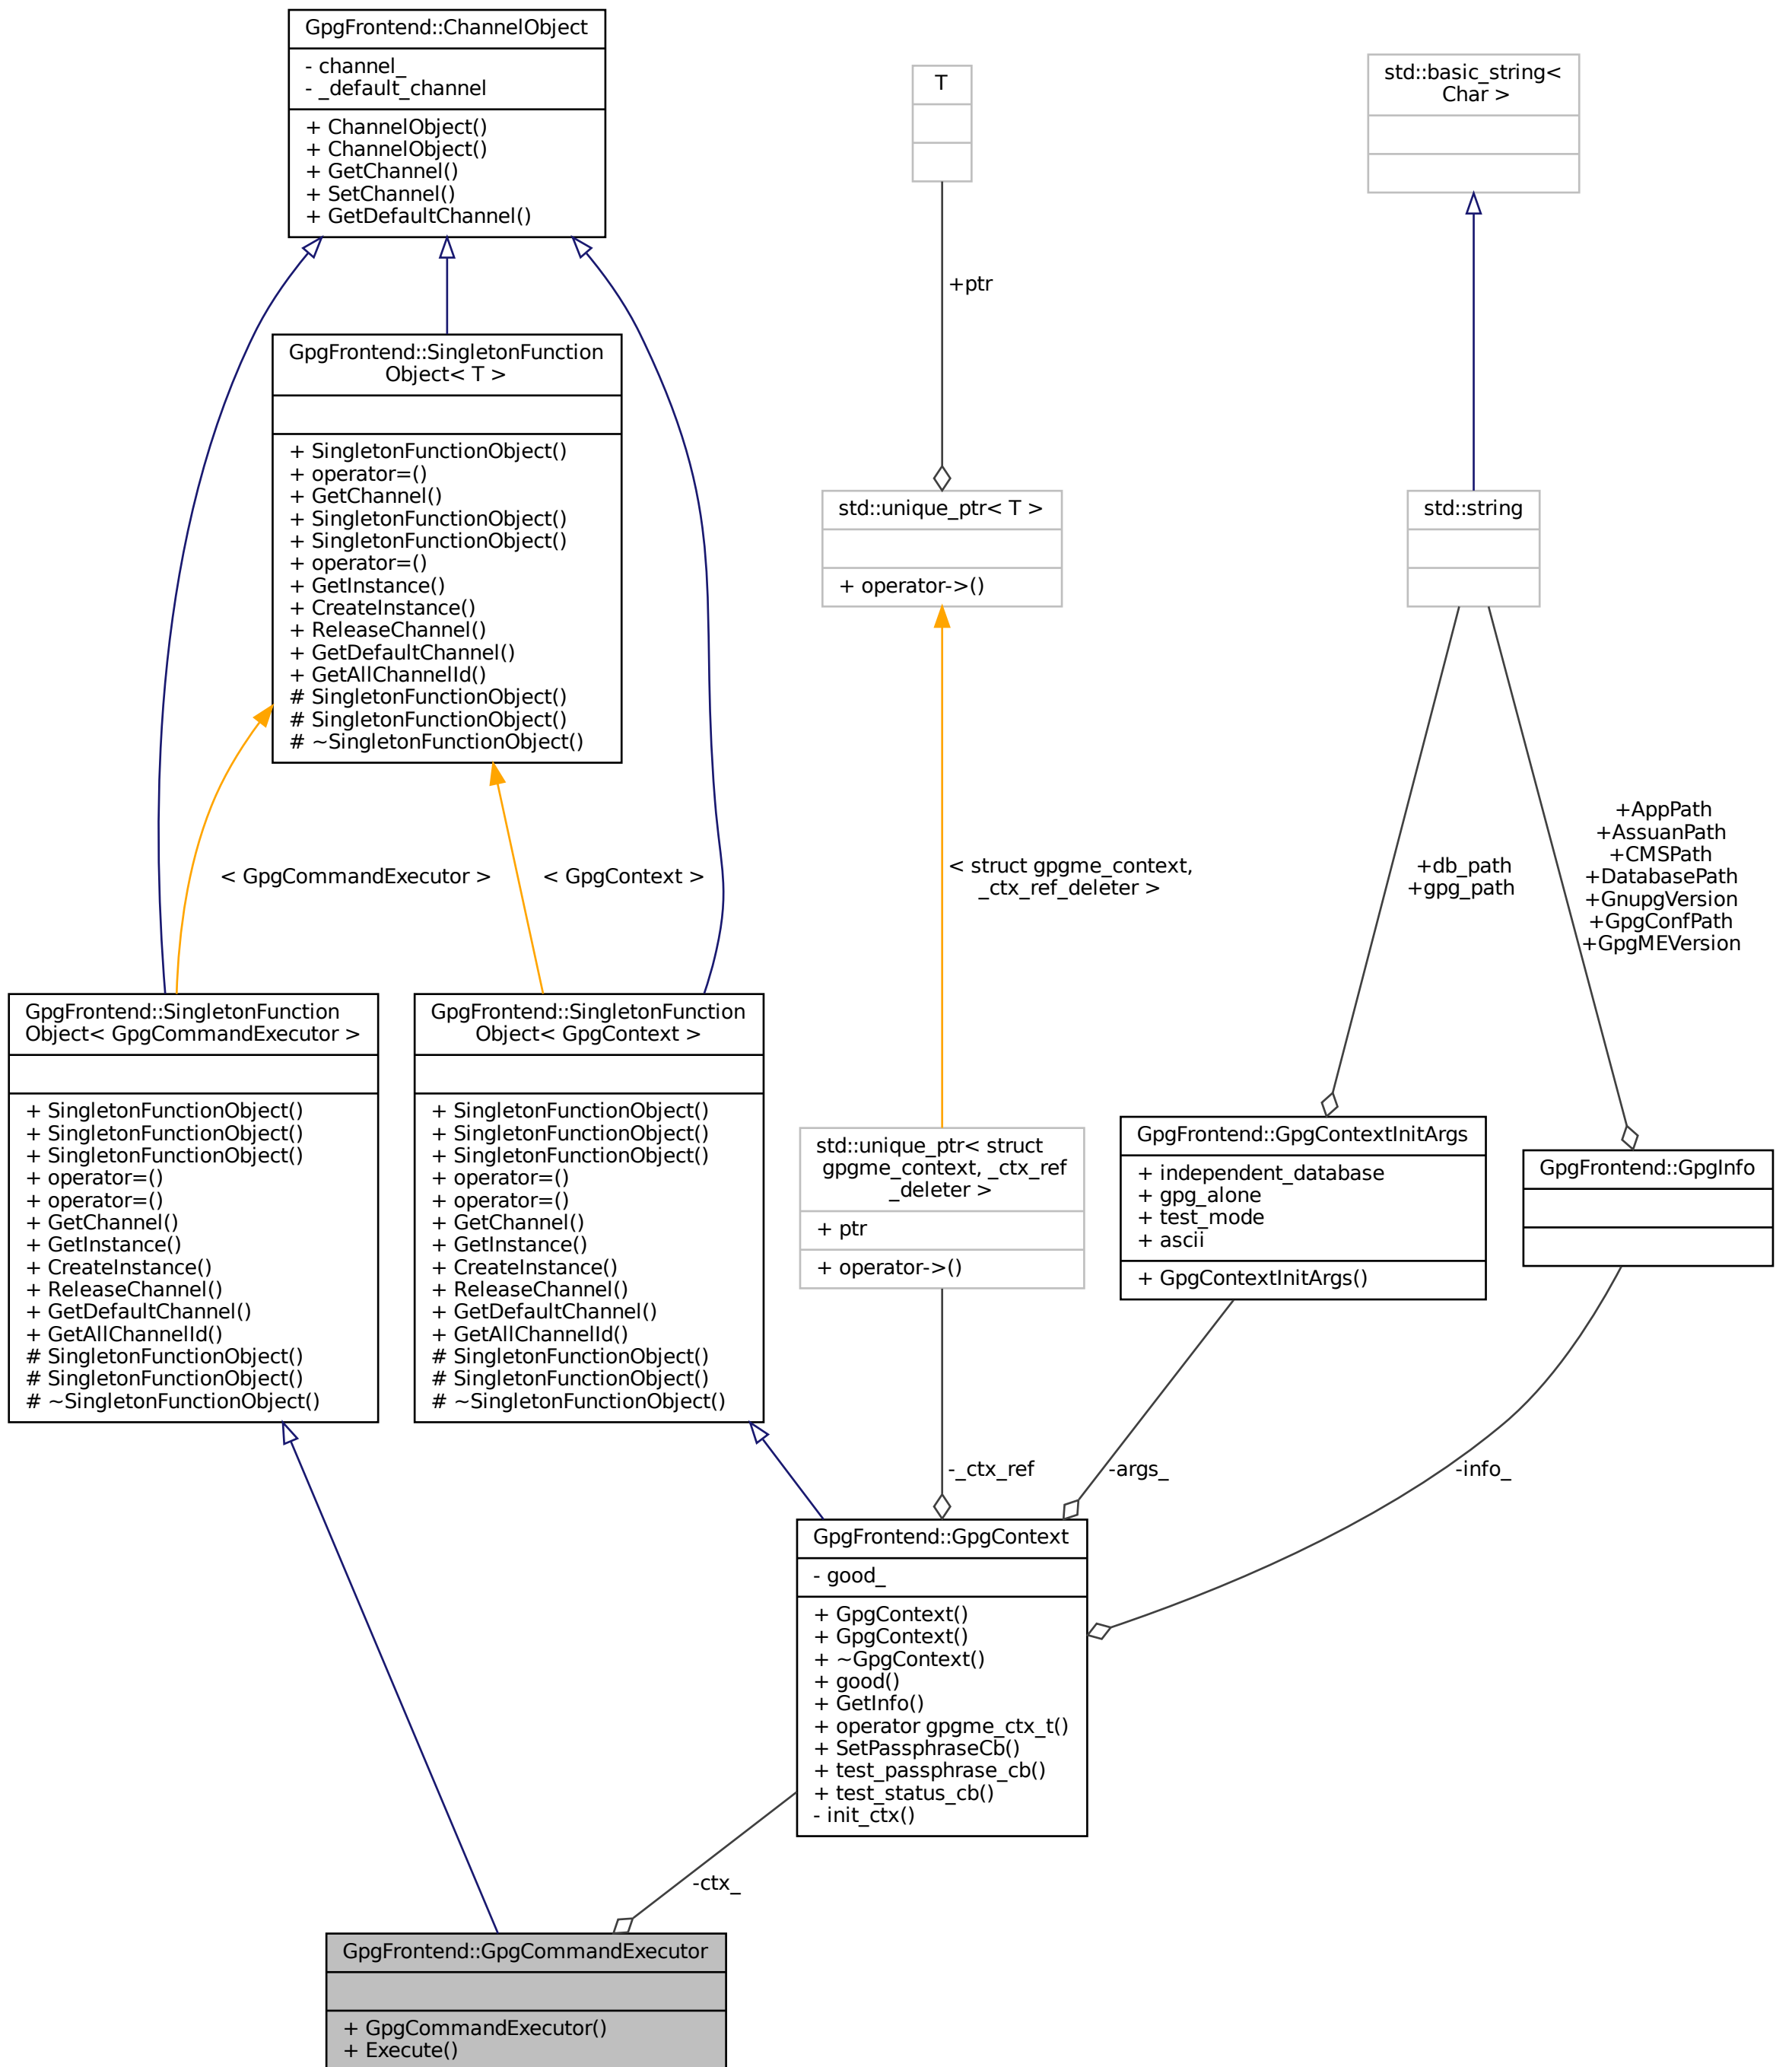 GpgFrontend::ChannelObject
- channel_
- _default_channel
+ ChannelObject()
+ ChannelObject()
+ GetChannel()
+ SetChannel()
+ GetDefaultChannel()
T
std::basic_string<
Char >
+ptr
GpgFrontend::SingletonFunction
Object< T >
+ SingletonFunctionObject()
+ operator=()
+ GetChannel()
+ SingletonFunctionObject()
+ SingletonFunctionObject()
+ operator=()
+ GetInstance()
+ CreateInstance()
+ ReleaseChannel()
+ GetDefaultChannel()
+ GetAllChannelId()
# SingletonFunctionObject()
# SingletonFunctionObject()
# ~SingletonFunctionObject()
std::unique_ptr< T >
+ operator->()
std::string
< GpgCommandExecutor >
< GpgContext >
< struct gpgme_context,
_ctx_ref_deleter >
+db_path
+gpg_path
+AppPath
+AssuanPath
+CMSPath
+DatabasePath
+GnupgVersion
+GpgConfPath
+GpgMEVersion
GpgFrontend::SingletonFunction
Object< GpgCommandExecutor >
+ SingletonFunctionObject()
+ SingletonFunctionObject()
+ SingletonFunctionObject()
+ operator=()
+ operator=()
+ GetChannel()
+ GetInstance()
+ CreateInstance()
+ ReleaseChannel()
+ GetDefaultChannel()
+ GetAllChannelId()
# SingletonFunctionObject()
# SingletonFunctionObject()
# ~SingletonFunctionObject()
GpgFrontend::SingletonFunction
Object< GpgContext >
+ SingletonFunctionObject()
+ SingletonFunctionObject()
+ SingletonFunctionObject()
+ operator=()
+ operator=()
+ GetChannel()
+ GetInstance()
+ CreateInstance()
+ ReleaseChannel()
+ GetDefaultChannel()
+ GetAllChannelId()
# SingletonFunctionObject()
# SingletonFunctionObject()
# ~SingletonFunctionObject()
std::unique_ptr< struct
gpgme_context, _ctx_ref
_deleter >
+ ptr
+ operator->()
GpgFrontend::GpgContextInitArgs
+ independent_database
+ gpg_alone
+ test_mode
+ ascii
+ GpgContextInitArgs()
GpgFrontend::GpgInfo
-_ctx_ref
-args_
-info_
GpgFrontend::GpgContext
- good_
+ GpgContext()
+ GpgContext()
+ ~GpgContext()
+ good()
+ GetInfo()
+ operator gpgme_ctx_t()
+ SetPassphraseCb()
+ test_passphrase_cb()
+ test_status_cb()
- init_ctx()
-ctx_
GpgFrontend::GpgCommandExecutor
+ GpgCommandExecutor()
+ Execute()